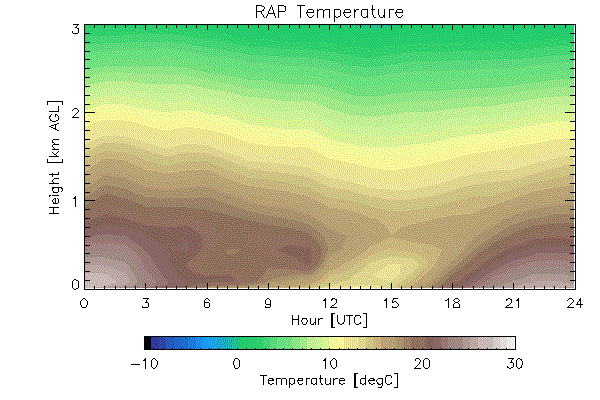 RAP Temperature
3
2
1
0
Height [km AGL]
0 3 6 9 12 15 18 21 24
Hour [UTC]
−10 0 10 20 30
Temperature [degC]